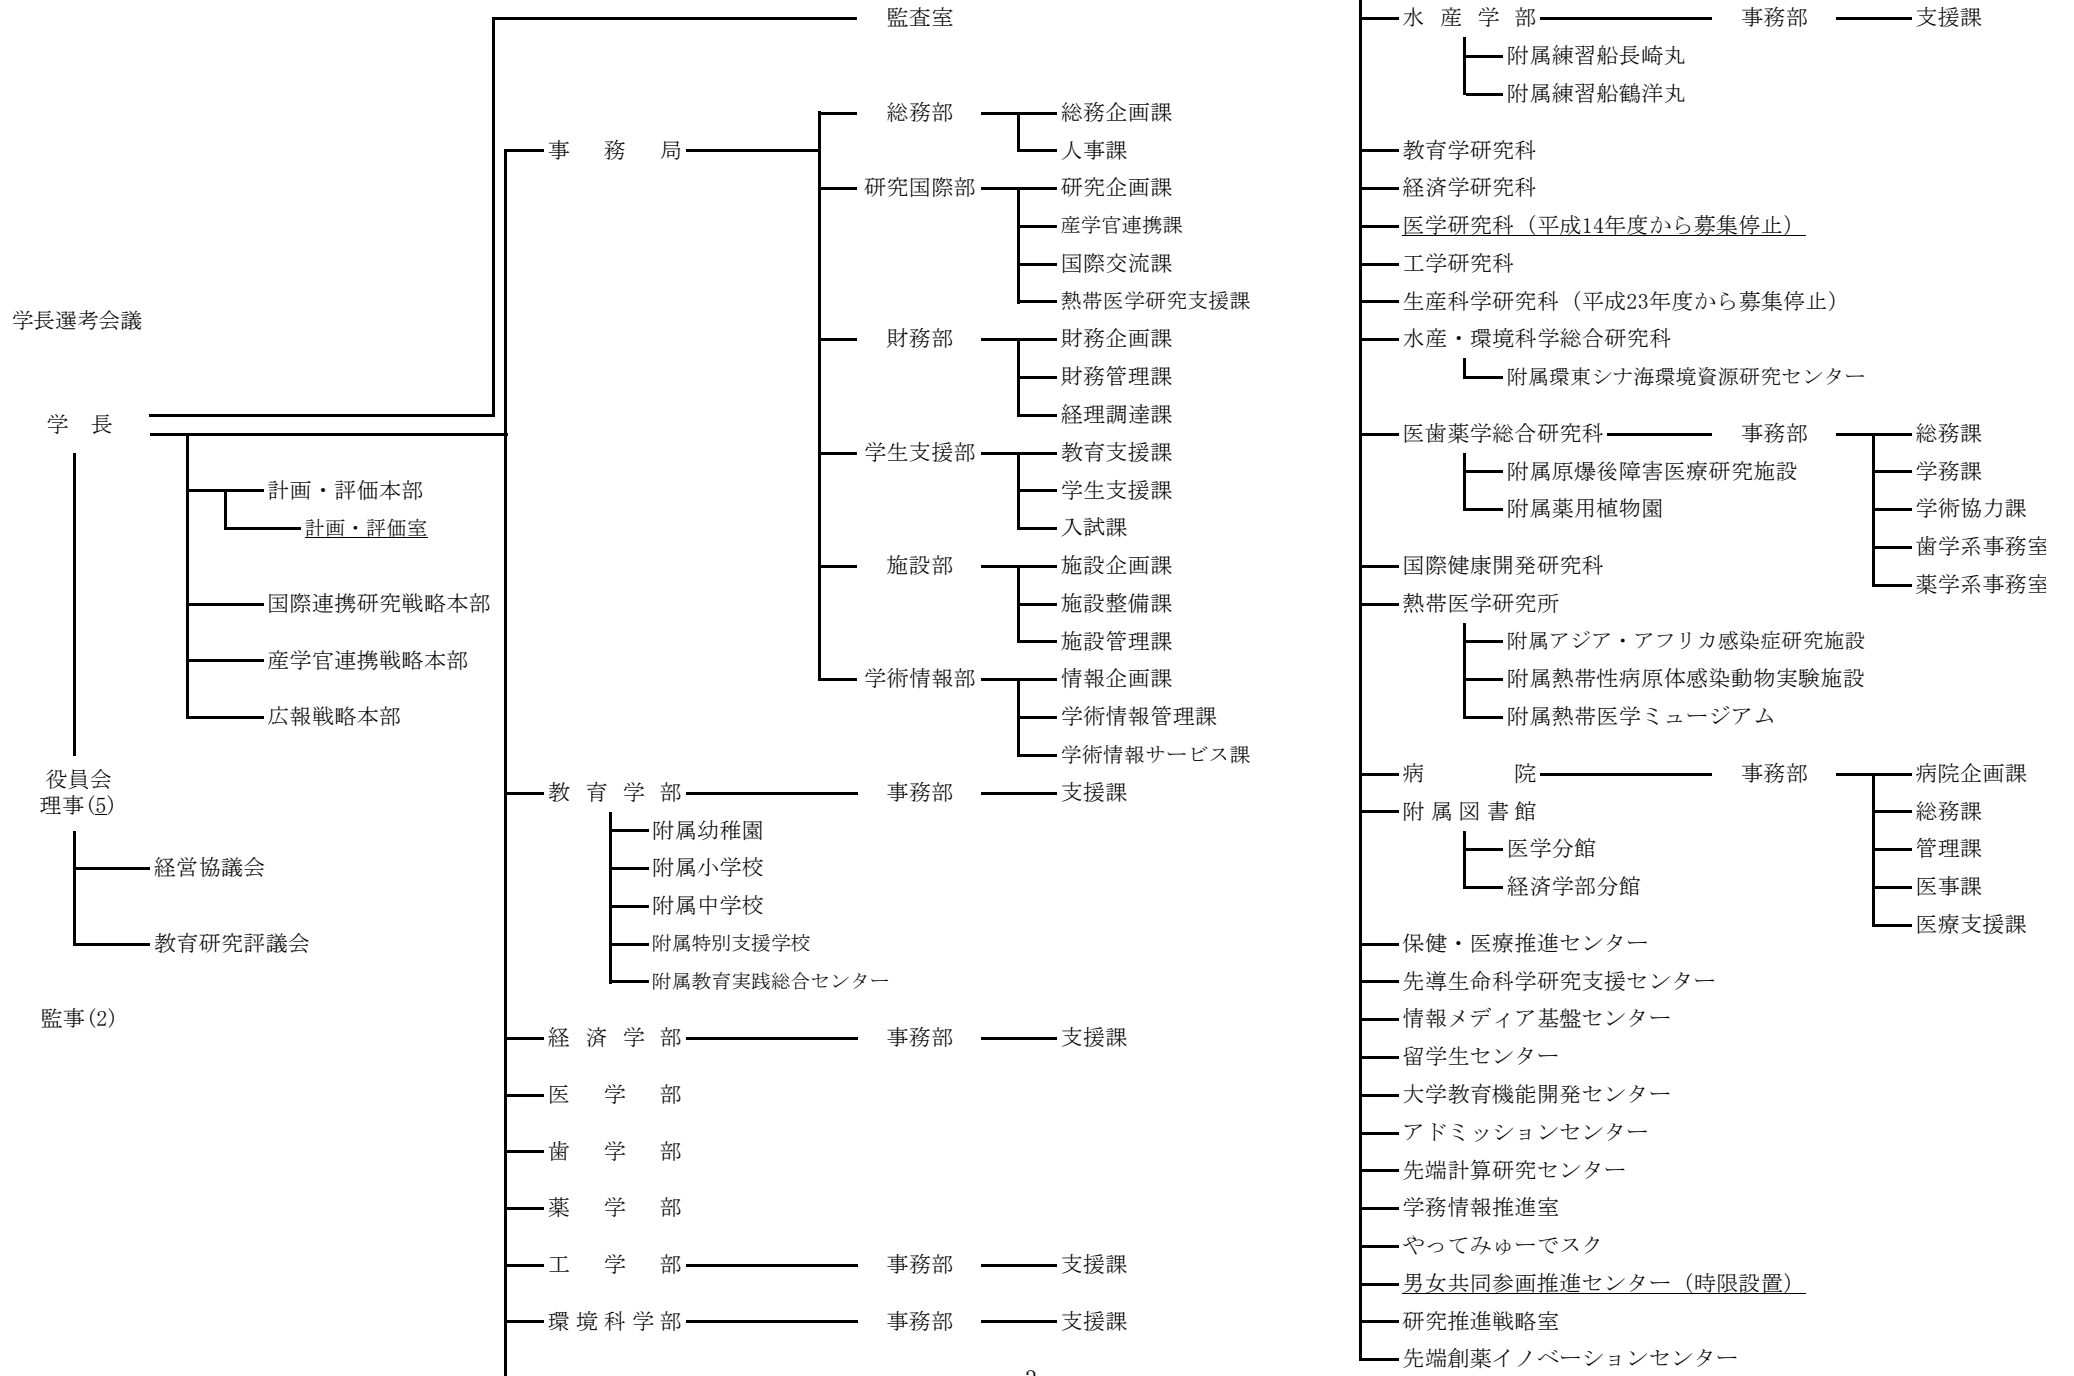 監査室
総務部 総務企画課
事務局 人事課
研究国際部 研究企画課
産学官連携課
国際交流課
熱帯医学研究支援課
学長選考会議
財務部 財務企画課
財務管理課
経理調達課
学長
学生支援部 教育支援課
計画・評価本部 学生支援課
計画・評価室 入試課
施設部 施設企画課
国際連携研究戦略本部 施設整備課
施設管理課
産学官連携戦略本部
学術情報部 情報企画課
広報戦略本部 学術情報管理課
学術情報サービス課
役員会
理事(5)
教育学部 事務部 支援課
附属幼稚園
経営協議会 附属小学校
附属中学校
教育研究評議会 附属特別支援学校
附属教育実践総合センター
監事(2)
経済学部 事務部 支援課
医学部
歯学部
薬学部
工学部 事務部 支援課
環境科学部 事務部 支援課
水産学部 事務部 支援課
附属練習船長崎丸
附属練習船鶴洋丸
教育学研究科
経済学研究科
医学研究科（平成14年度から募集停止）
工学研究科
生産科学研究科（平成23年度から募集停止）
水産・環境科学総合研究科
附属環東シナ海環境資源研究センター
医歯薬学総合研究科 事務部 総務課
附属原爆後障害医療研究施設 学務課
附属薬用植物園 学術協力課
歯学系事務室
国際健康開発研究科 薬学系事務室
熱帯医学研究所
附属アジア・アフリカ感染症研究施設
附属熱帯性病原体感染動物実験施設
附属熱帯医学ミュージアム
病院 事務部 病院企画課
附属図書館 総務課
医学分館 管理課
経済学部分館 医事課
医療支援課
保健・医療推進センター
先導生命科学研究支援センター
情報メディア基盤センター
留学生センター
大学教育機能開発センター
アドミッションセンター
先端計算研究センター
学務情報推進室
やってみゅーでスク
男女共同参画推進センター（時限設置）
研究推進戦略室
先端創薬イノベーションセンター